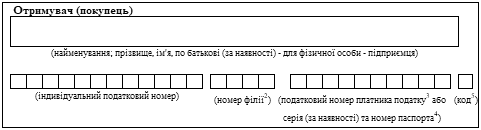 Отримувач (покупець)
(найменування; прізвище, ім'я, по батькові (за наявності) - для фізичної особи - підприємця)
(індивідуальний податковий номер) (номер філії2) (податковий номер платника податку3 або (код5)
серія (за наявності) та номер паспорта4)